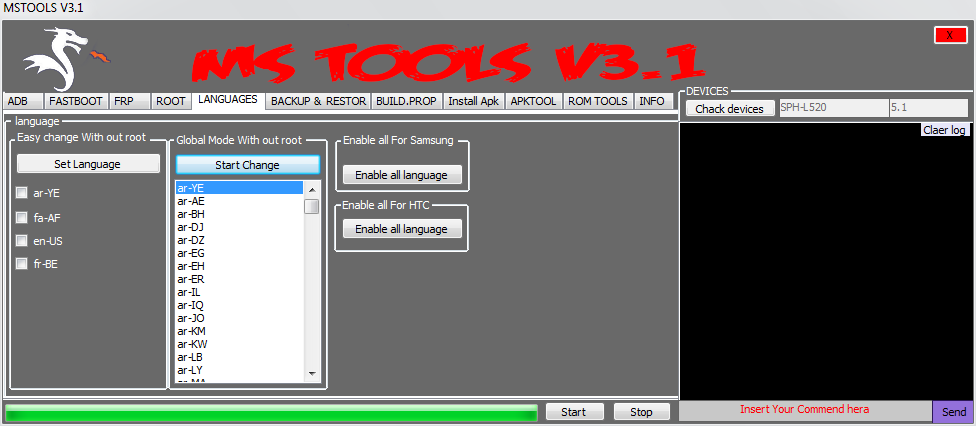 MSTOOLS V3.1
MS TOOLS V3.1
X
ADB FASTBOOT FRP ROOT LANGUAGES BACKUP & RESTOR BUILD.PROP Install Apk APKTOOL ROM TOOLS INFO
DEVICES
Chack devices SPH-L520 5.1
Claer log
language
Easy change With out root
Set Language
ar-YE
fa-AF
en-US
fr-BE
Global Mode With out root
Start Change
ar-YE
ar-AE
ar-BH
ar-DJ
ar-DZ
ar-EG
ar-EH
ar-ER
ar-IL
ar-IQ
ar-JO
ar-KM
ar-KW
ar-LB
ar-LY
ar-MA
Enable all For Samsung
Enable all language
Enable all For HTC
Enable all language
Start Stop
Insert Your Commend hera
Send